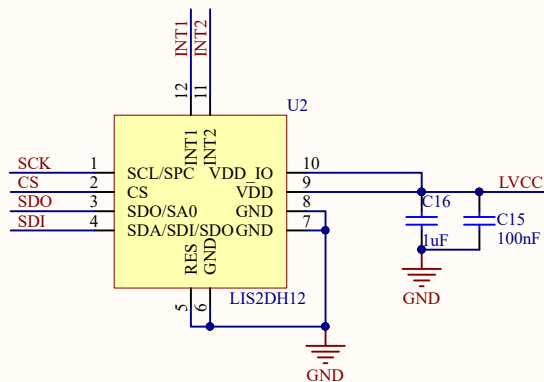 INT1
INT2
12
11
U2
INT1
INT2
SCK
1
SCL/SPC
VDD_IO
10
CS
2
CS
VDD
9
LVCC
SDO
3
SDO/SA0
GND
8
C16
C15
SDI
4
SDA/SDI/SDO
GND
7
1uF
100nF
RES
GND
GND
5
6
LIS2DH12
GND